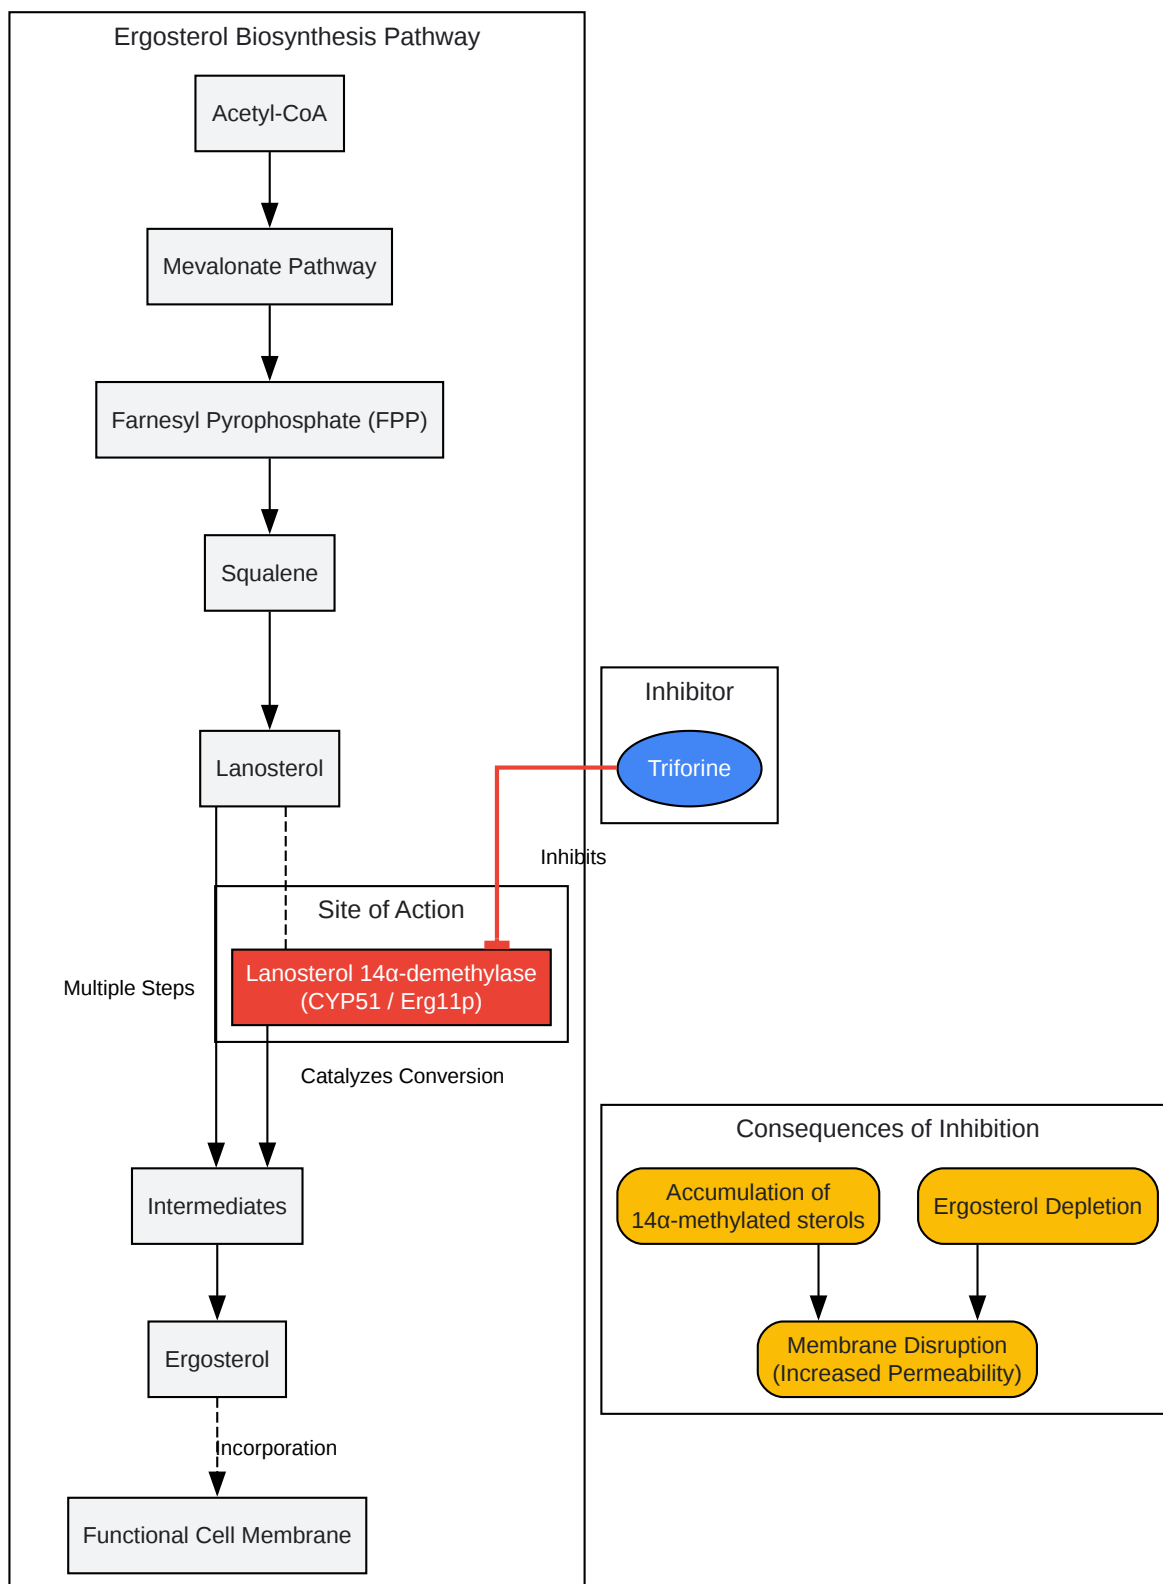 Ergosterol Biosynthesis Pathway
Acetyl-CoA
Mevalonate Pathway
Farnesyl Pyrophosphate (FPP)
Squalene
Lanosterol
Inhibitor
Triforine
Inhibits
Site of Action
Lanosterol 14α-demethylase
(CYP51 / Erg11p)
Multiple Steps
Catalyzes Conversion
Intermediates
Ergosterol
Incorporation
Functional Cell Membrane
Consequences of Inhibition
Accumulation of
14α-methylated sterols
Ergosterol Depletion
Membrane Disruption
(Increased Permeability)